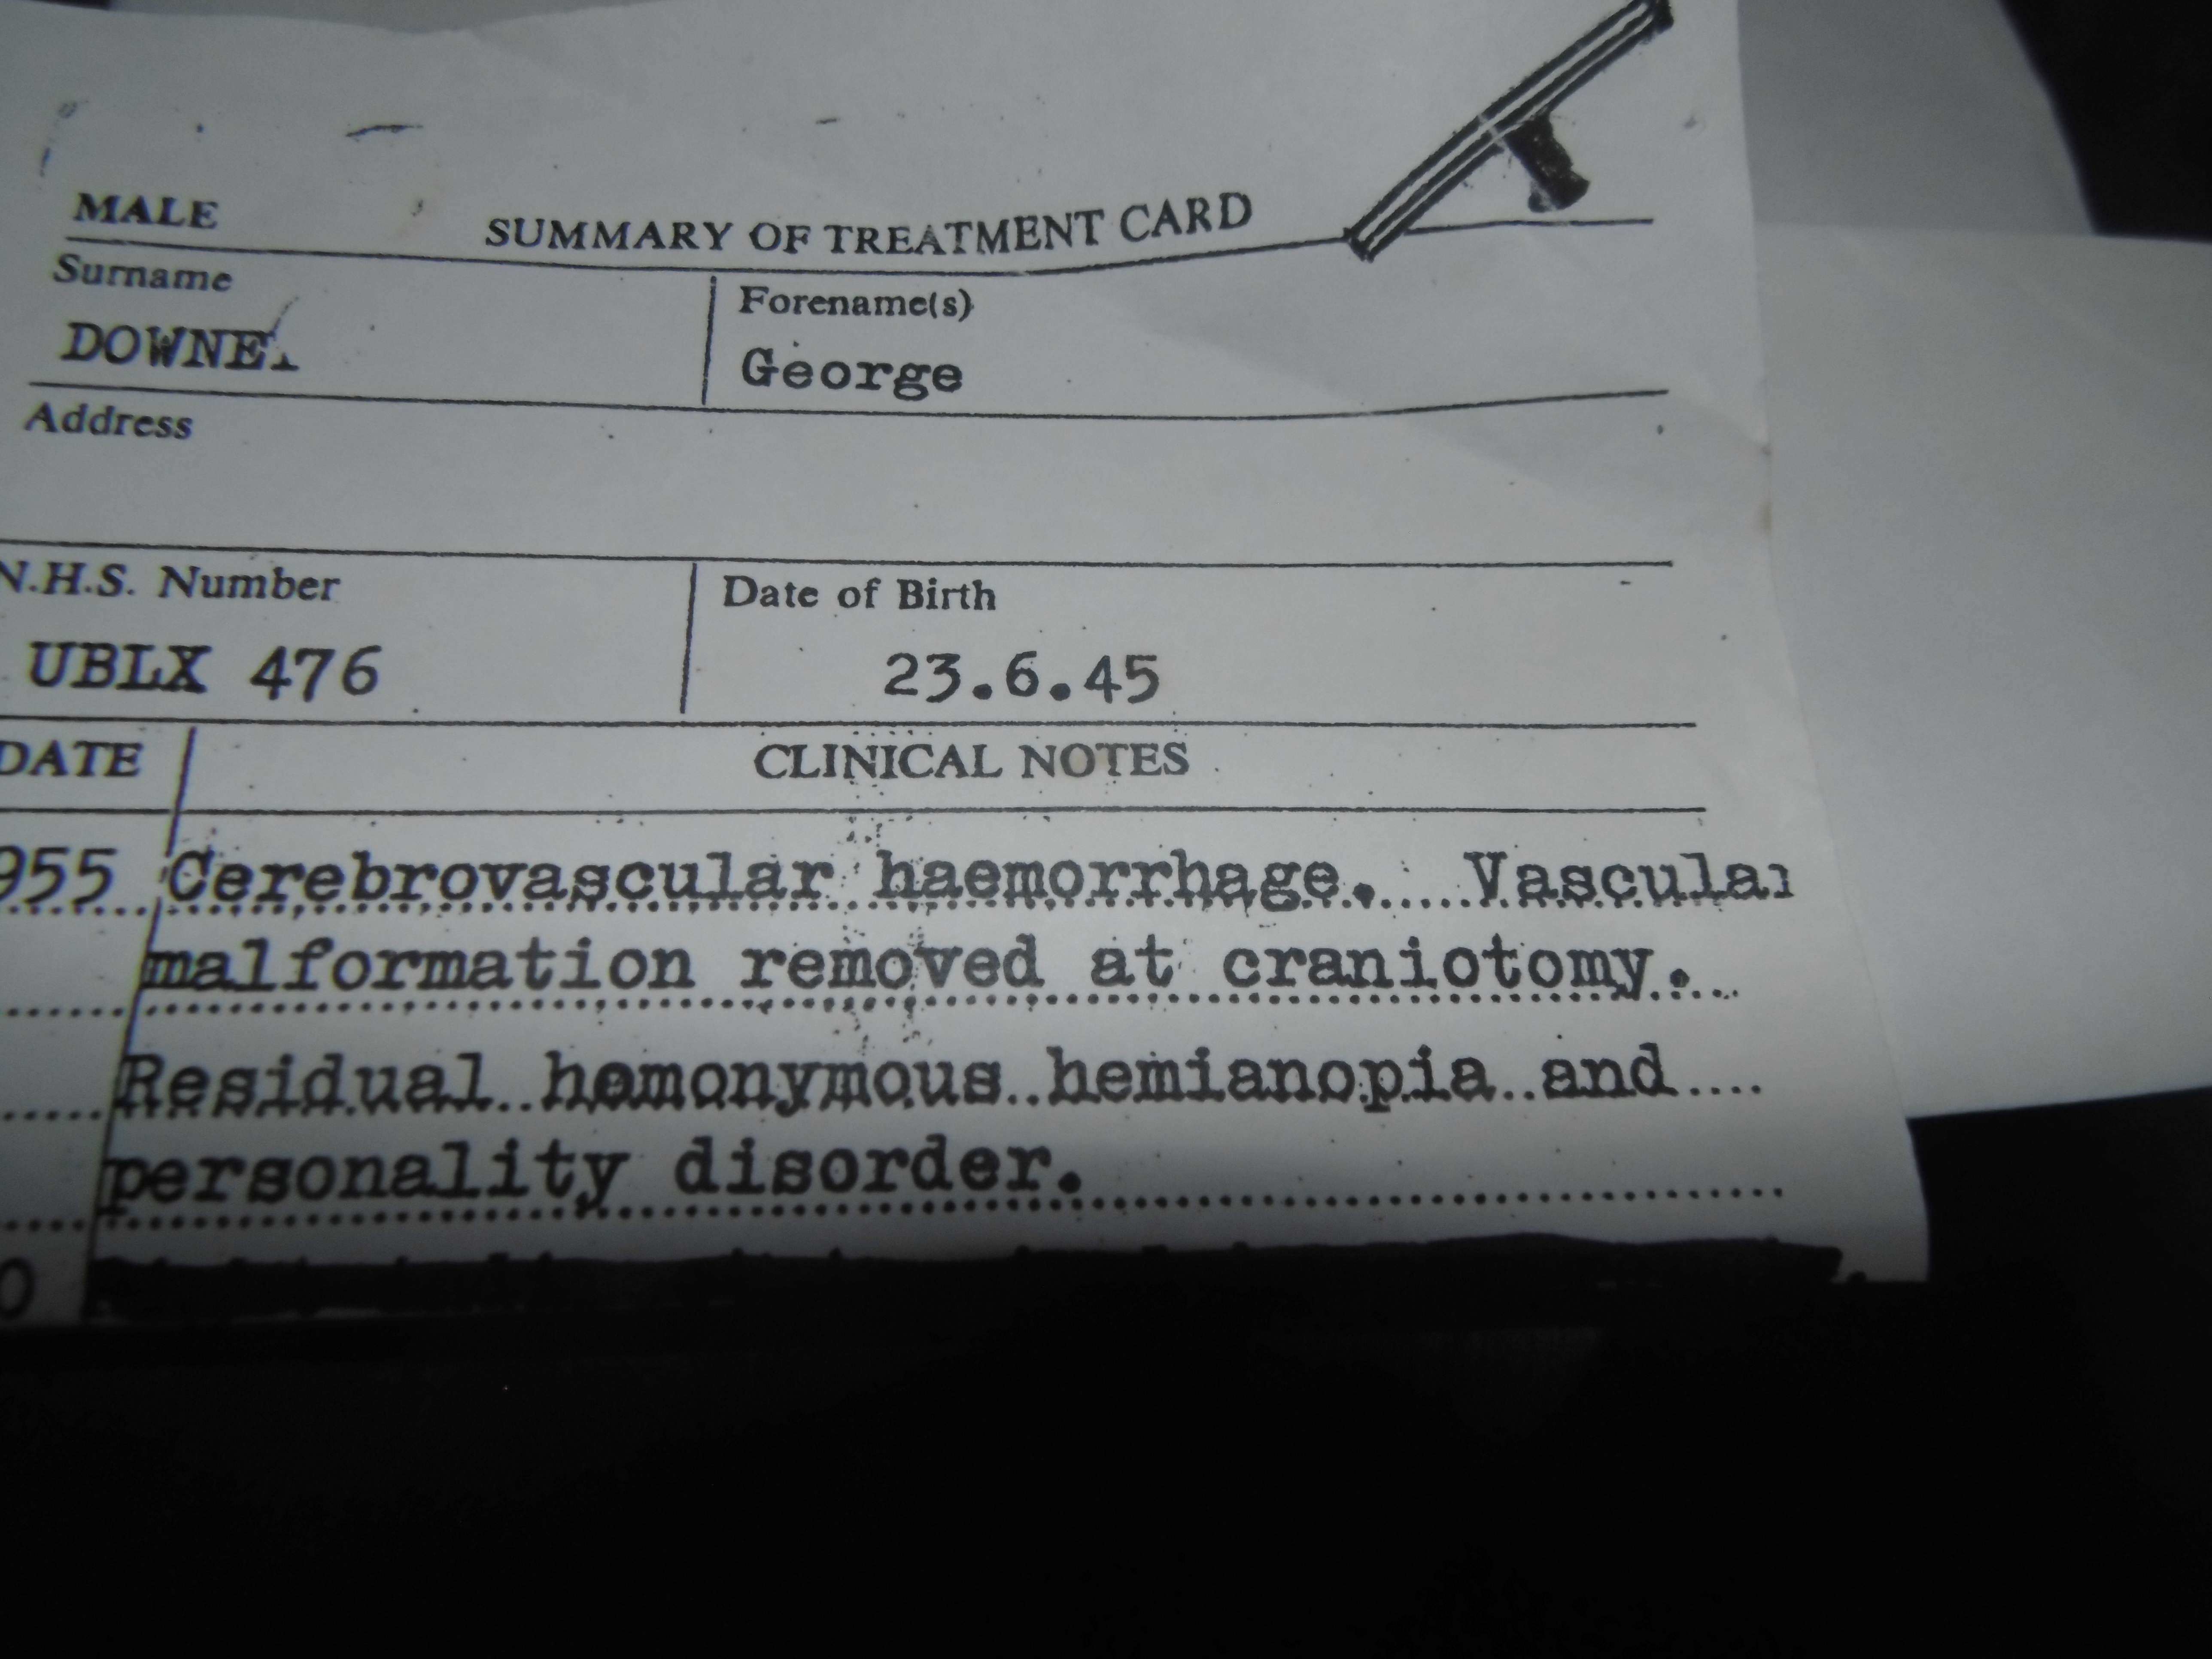 MALE SUMMARY OF TREATMENT CARD
Surname Forename(s)
George
Address
N.H.S. Number Date of Birth
UBLX 476 23.6.45
DATE CLINICAL NOTES
955 Cerebrovascular haemorrhage. Vascular
malformation removed at craniotomy.
Residual homonymous hemianopia and
personality disorder.
0